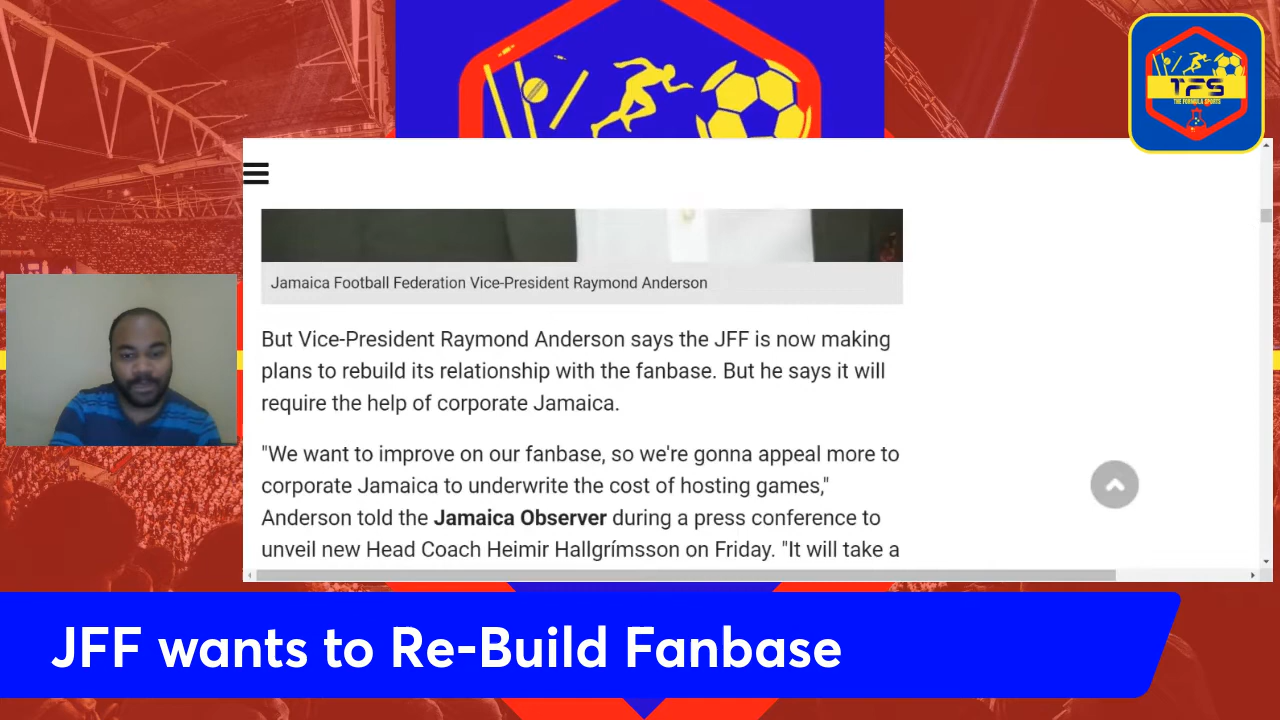 TFS
THE FORMULA SPORTS
Jamaica Football Federation Vice-President Raymond Anderson
But Vice-President Raymond Anderson says the JFF is now making
plans to rebuild its relationship with the fanbase. But he says it will
require the help of corporate Jamaica.
"We want to improve on our fanbase, so we're gonna appeal more to
corporate Jamaica to underwrite the cost of hosting games,"
Anderson told the Jamaica Observer during a press conference to
unveil new Head Coach Heimir Hallgrímsson on Friday. "It will take a
JFF wants to Re-Build Fanbase